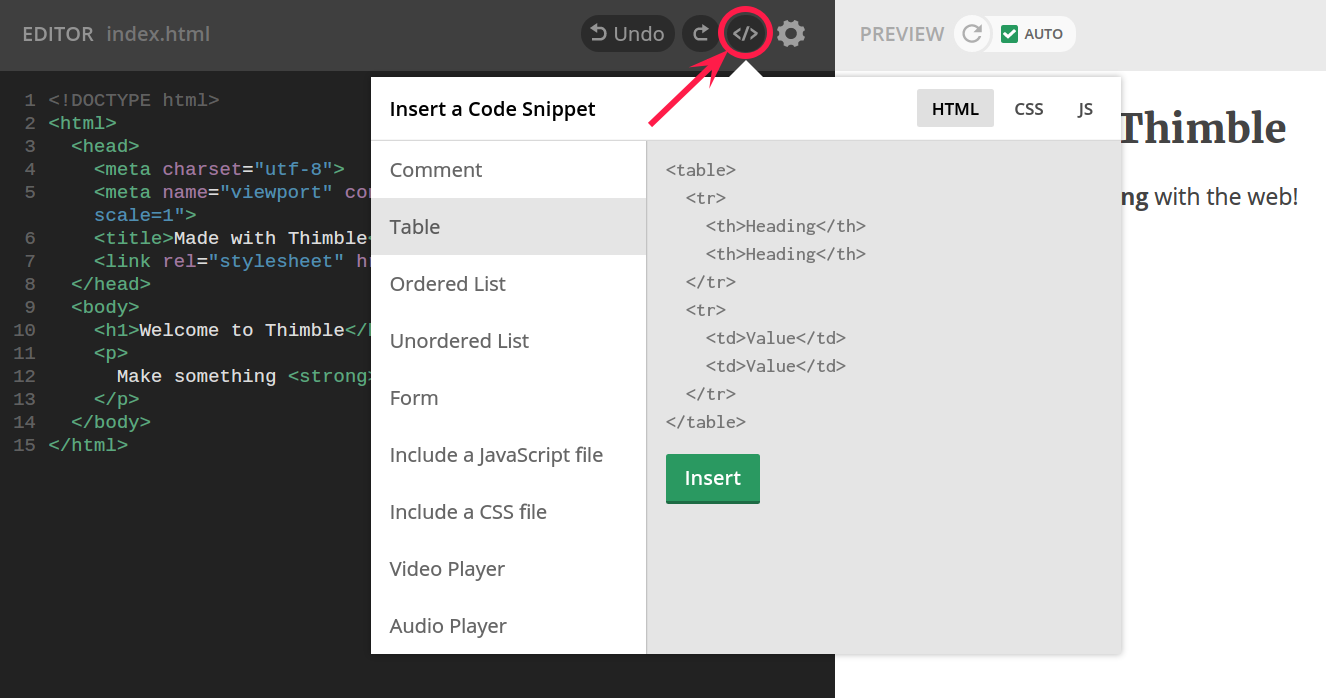 EDITOR index.html
Undo
</>
PREVIEW
AUTO
1 <!DOCTYPE html>
2 <html>
3 <head>
4 <meta charset="utf-8">
5 <meta name="viewport"
scale=1">
6 <title>Made with Thimble
7 <link rel="stylesheet"
8 </head>
9 <body>
10 <h1>Welcome to Thimble</
11 <p>
12 Make something <strong>
13 </p>
14 </body>
15 </html>
Insert a Code Snippet
HTML CSS JS
Comment
Table
Ordered List
Unordered List
Form
Include a JavaScript file
Include a CSS file
Video Player
Audio Player
<table>
<tr>
<th>Heading</th>
<th>Heading</th>
</tr>
<tr>
<td>Value</td>
<td>Value</td>
</tr>
</table>
Insert
Thimble
ng with the web!